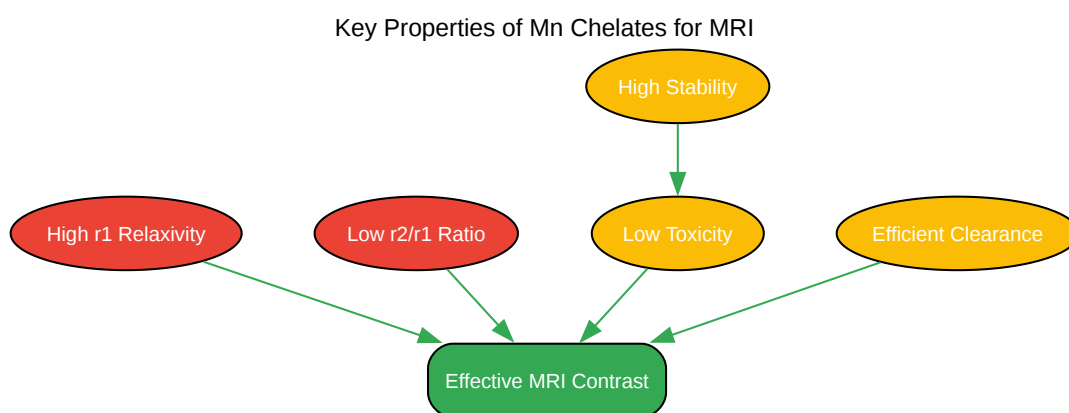 Key Properties of Mn Chelates for MRI
High Stability
High r1 Relaxivity
Low r2/r1 Ratio
Low Toxicity
Efficient Clearance
Effective MRI Contrast